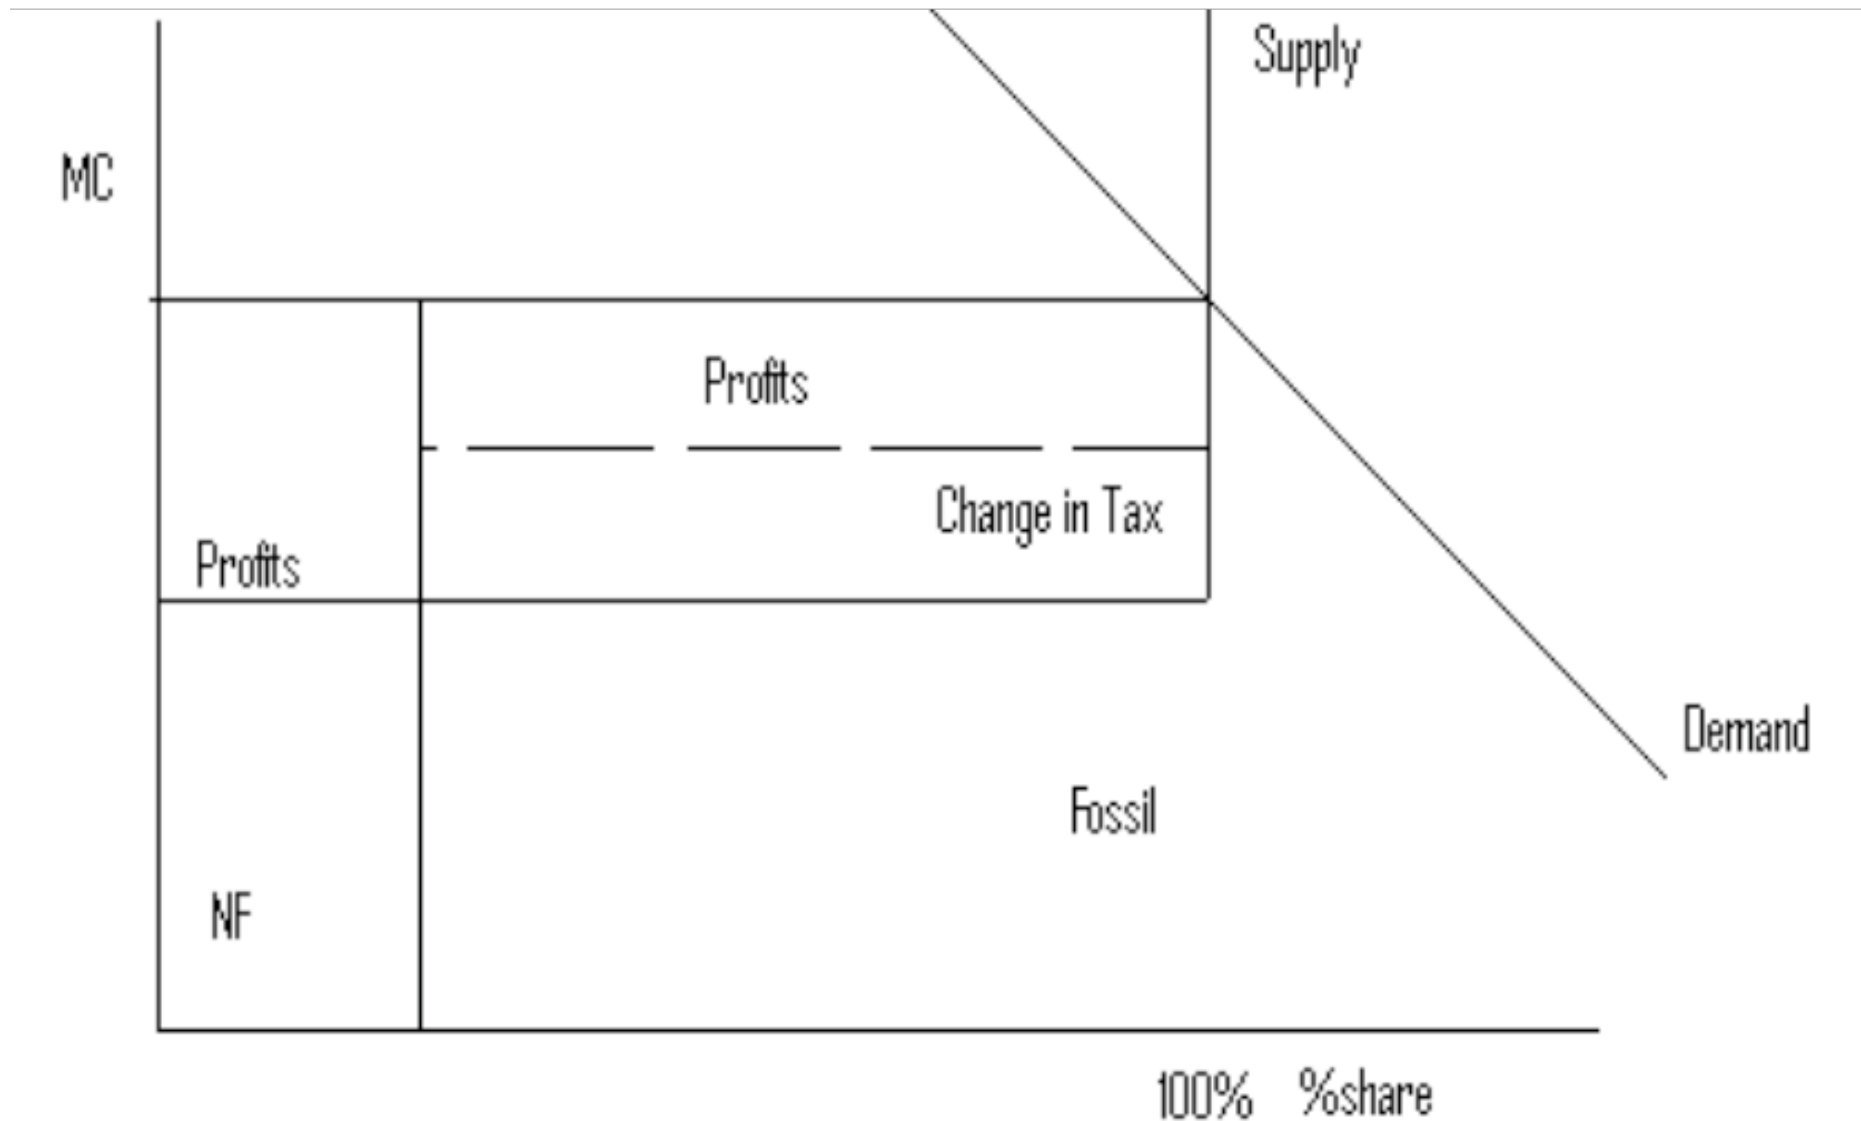 Supply
MC
Profits
Change in Tax
Profits
Demand
Fossil
NF
100% %share